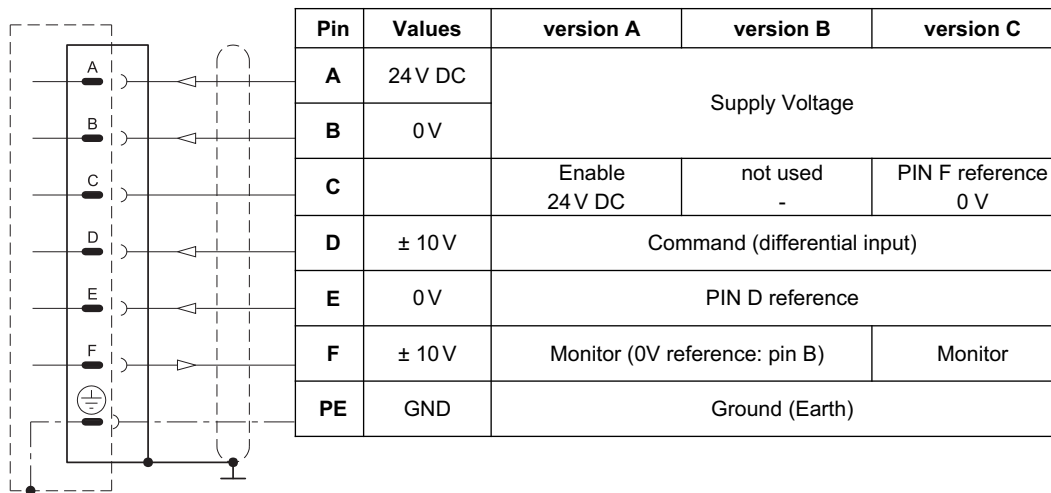 Pin Values version A version B version C
A 24 V DC Supply Voltage
B 0 V
C Enable 24 V DC not used - PIN F reference 0 V
D ± 10 V Command (differential input)
E 0 V PIN D reference
F ± 10 V Monitor (0V reference: pin B) Monitor
PE GND Ground (Earth)
A
B
C
D
E
F